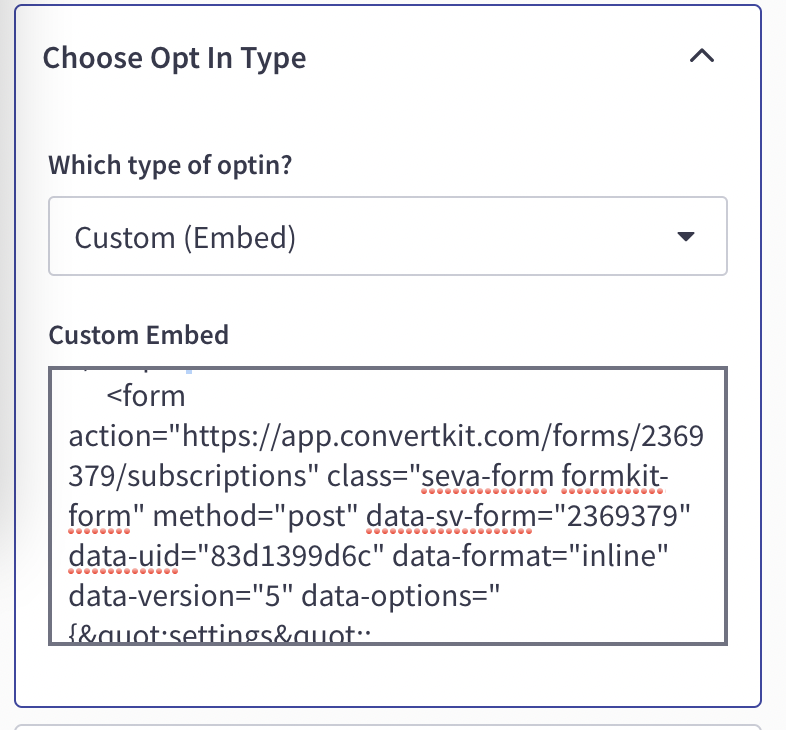 Choose Opt In Type
Which type of optin?
Custom (Embed)
Custom Embed
<form
action="https://app.convertkit.com/forms/2369
379/subscriptions" class="seva-form formkit-
form" method="post" data-sv-form="2369379"
data-uid="83d1399d6c" data-format="inline"
data-version="5" data-options="
{&quot;settings&quot;: